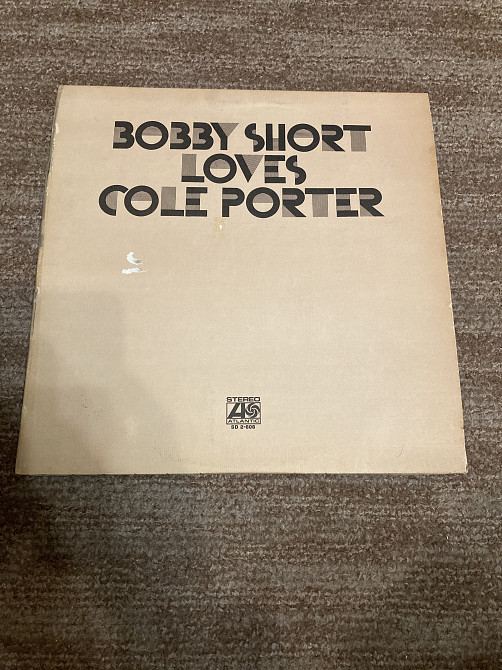 BOBBY SHORT
LOVES
COLE PORTER
STEREO
ATLANTIC
SD 2-606